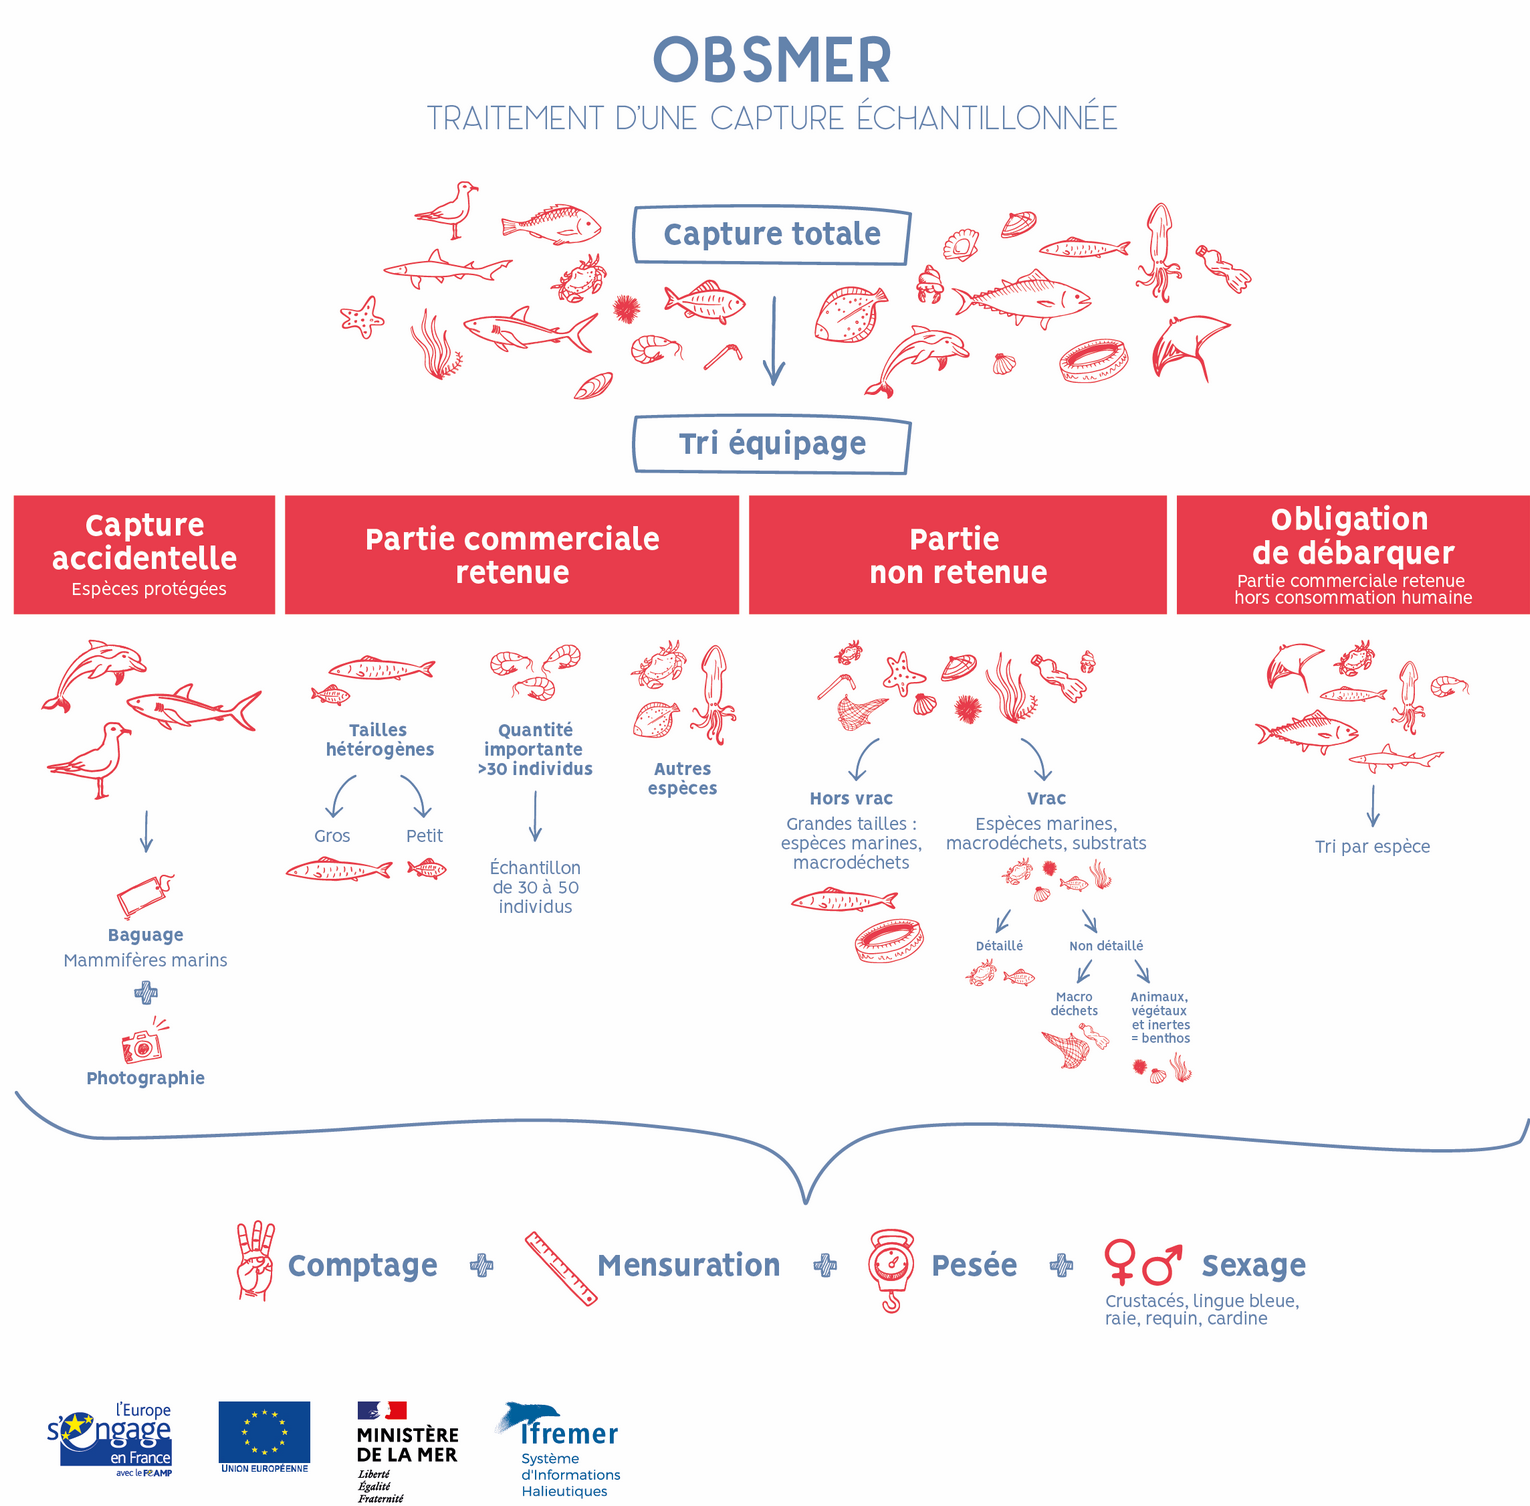 OBSMER
TRAITEMENT D'UNE CAPTURE ÉCHANTILLONNÉE
Capture totale
Tri équipage
Capture
accidentelle
Espèces protégées
Partie commerciale
retenue
Partie
non retenue
Obligation
de débarquer
Partie commerciale retenue
hors consommation humaine
Baguage
Mammifères marins
Photographie
Tailles
hétérogènes
Gros
Petit
Quantité
importante
>30 individus
Échantillon
de 30 à 50
individus
Autres
espèces
Hors vrac
Grandes tailles :
espèces marines,
macrodéchets
Vrac
Espèces marines,
macrodéchets, substrats
Détaillé
Non détaillé
Macro
déchets
Animaux,
végétaux
et inertes
= benthos
Tri par espèce
Comptage
Mensuration
Pesée
Sexage
Crustacés, lingue bleue,
raie, requin, cardine
l'Europe
s'engage
en France
avec le FEAMP
UNION EUROPÉENNE
MINISTÈRE
DE LA MER
Liberté
Égalité
Fraternité
Ifremer
Système
d'Informations
Halieutiques